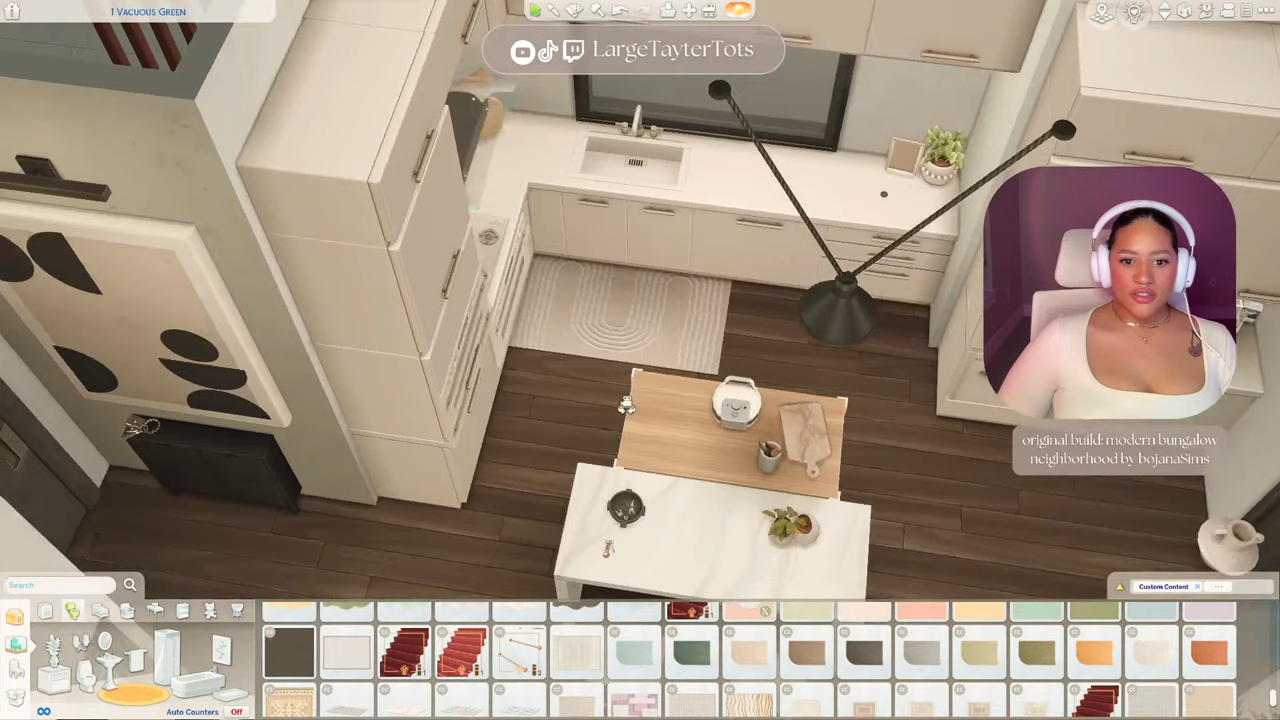 1 Vacuous Green
LargeTayterTots
original build: modern bungalow
neighborhood by bojanaSims
Search
Custom Content
Auto Counters Off